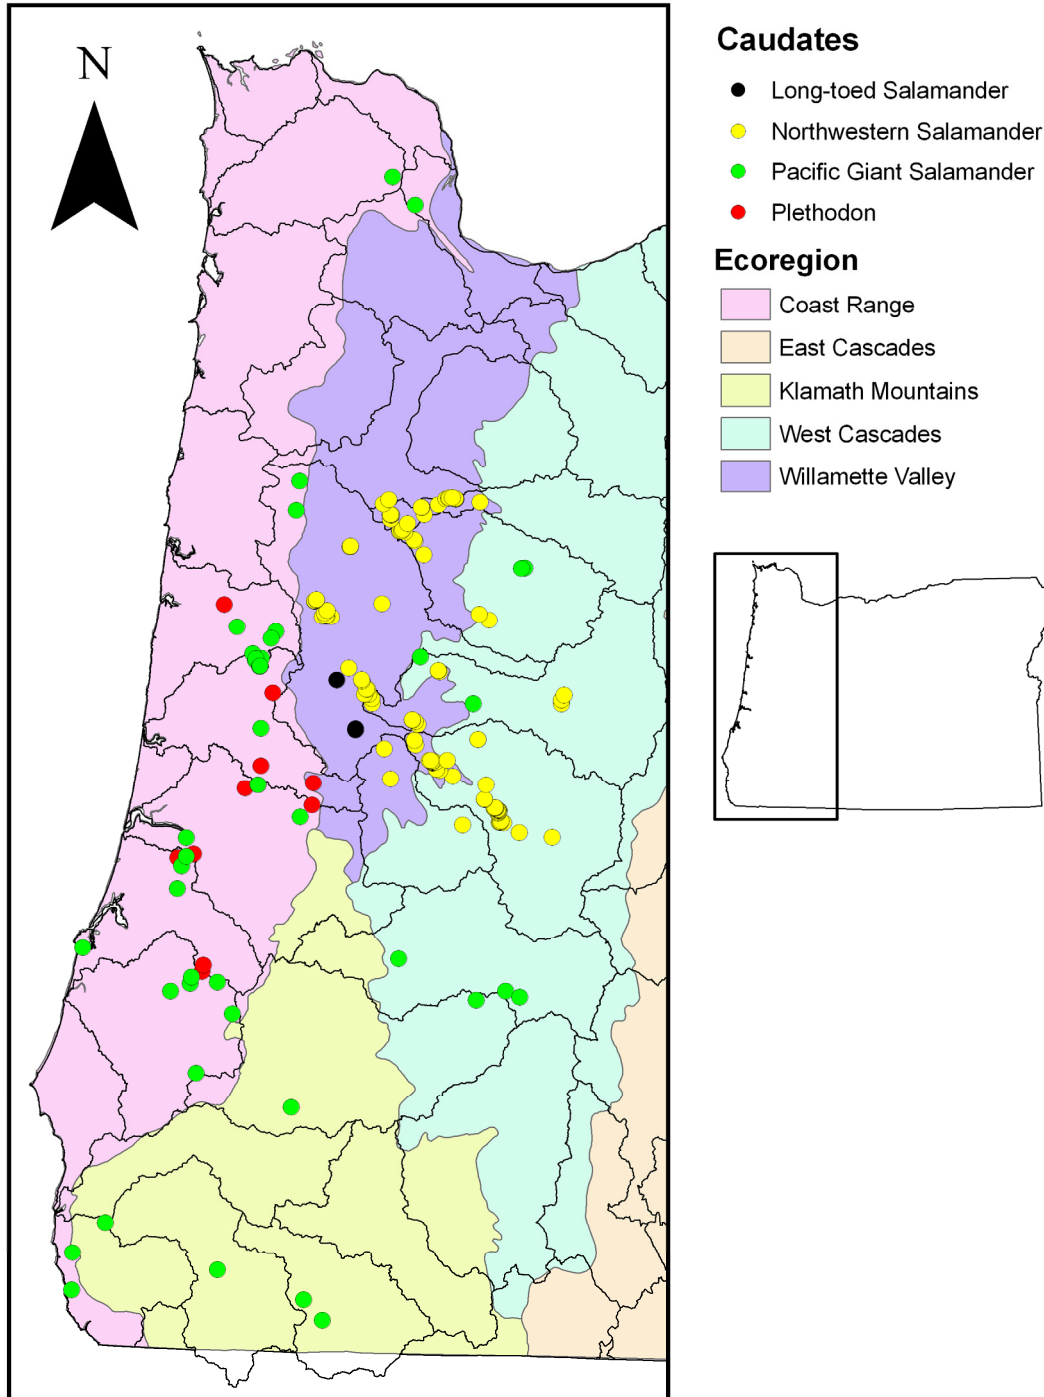 N
Caudates
Long-toed Salamander
Northwestern Salamander
Pacific Giant Salamander
Plethodon
Ecoregion
Coast Range
East Cascades
Klamath Mountains
West Cascades
Willamette Valley